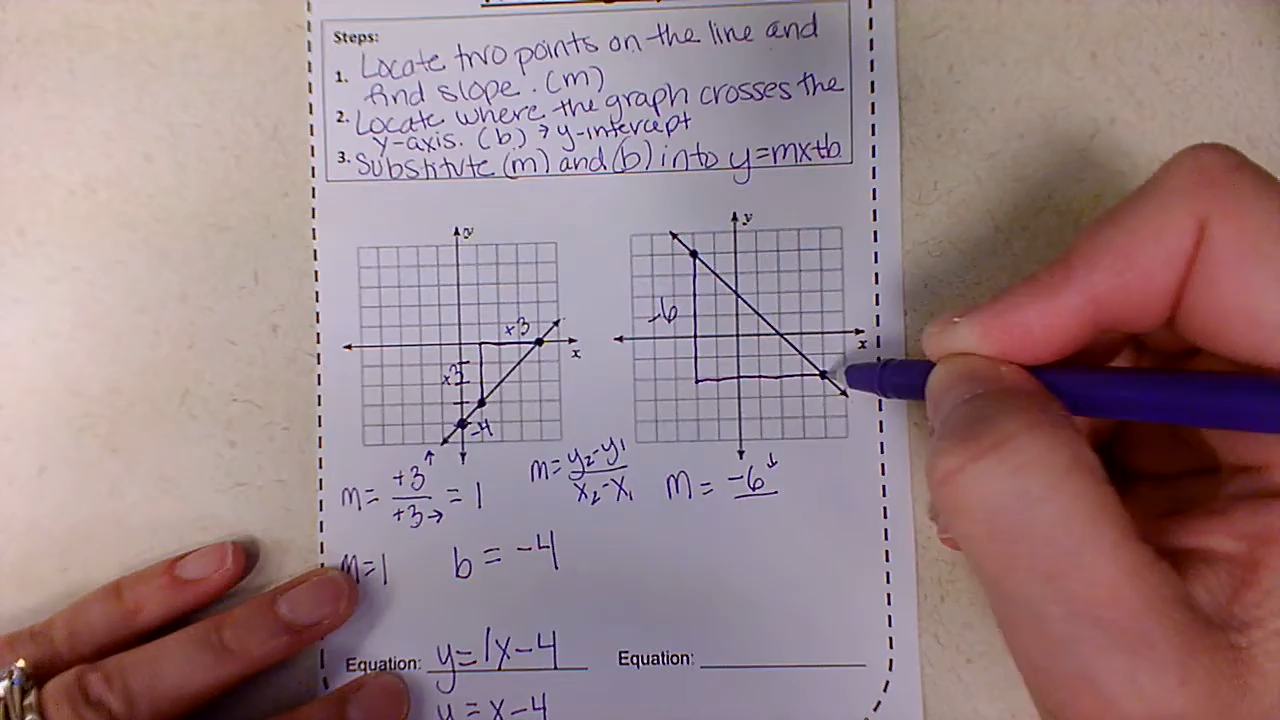 Steps:
1. Locate two points on the line and
find slope. (m)
2. Locate where the graph crosses the
y-axis. (b) → y-intercept
3. Substitute (m) and (b) into y=mx+b
y
y
+3
-6
x
x
-4
m = +3↑ / +3→ = 1
m = y₂-y₁ / x₂-x₁
m = -6↓
m=1
b = -4
Equation: y=1x-4
Equation:
y = x-4